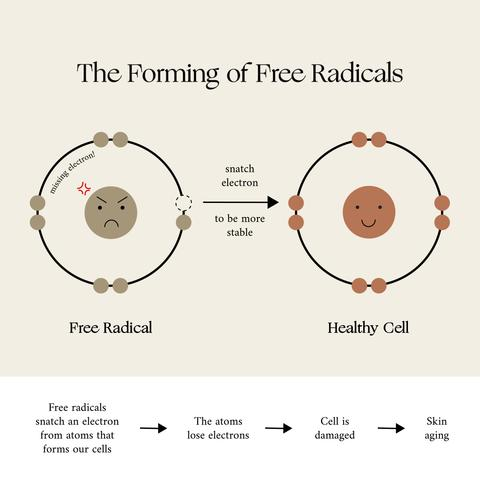 The Forming of Free Radicals
missing electron!
snatch
electron
to be more
stable
Free Radical
Healthy Cell
Free radicals
snatch an electron
from atoms that
forms our cells
The atoms
lose electrons
Cell is
damaged
Skin
aging